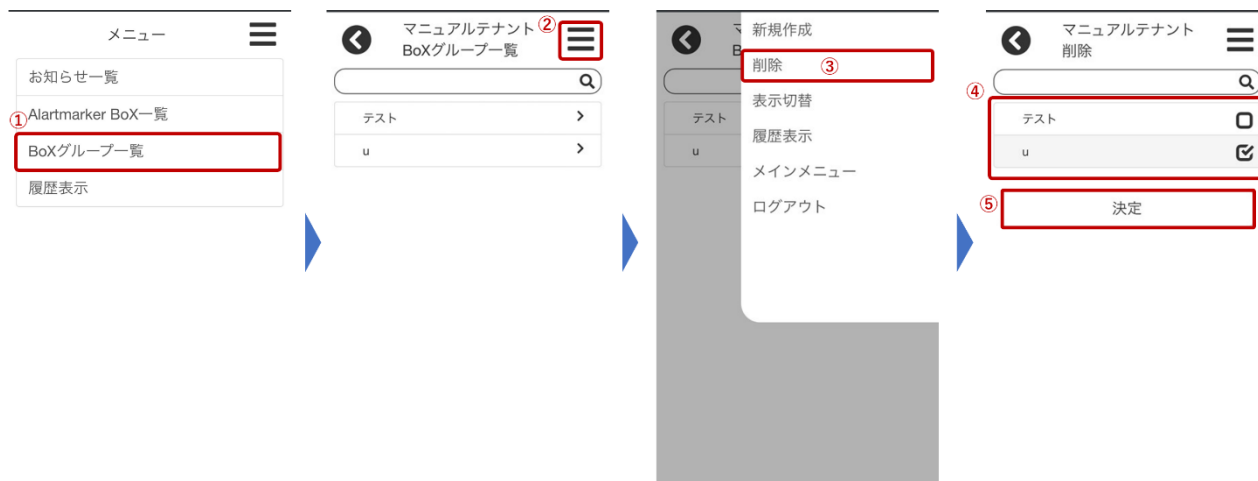 メニュー
お知らせ一覧
①
Alartmarker BoX一覧
BoXグループ一覧
履歴表示
マニュアルテナント
BoXグループ一覧
②
テスト
u
マ
B
新規作成
削除
③
表示切替
履歴表示
メインメニュー
ログアウト
テスト
u
マニュアルテナント
削除
④
テスト
u
⑤
決定